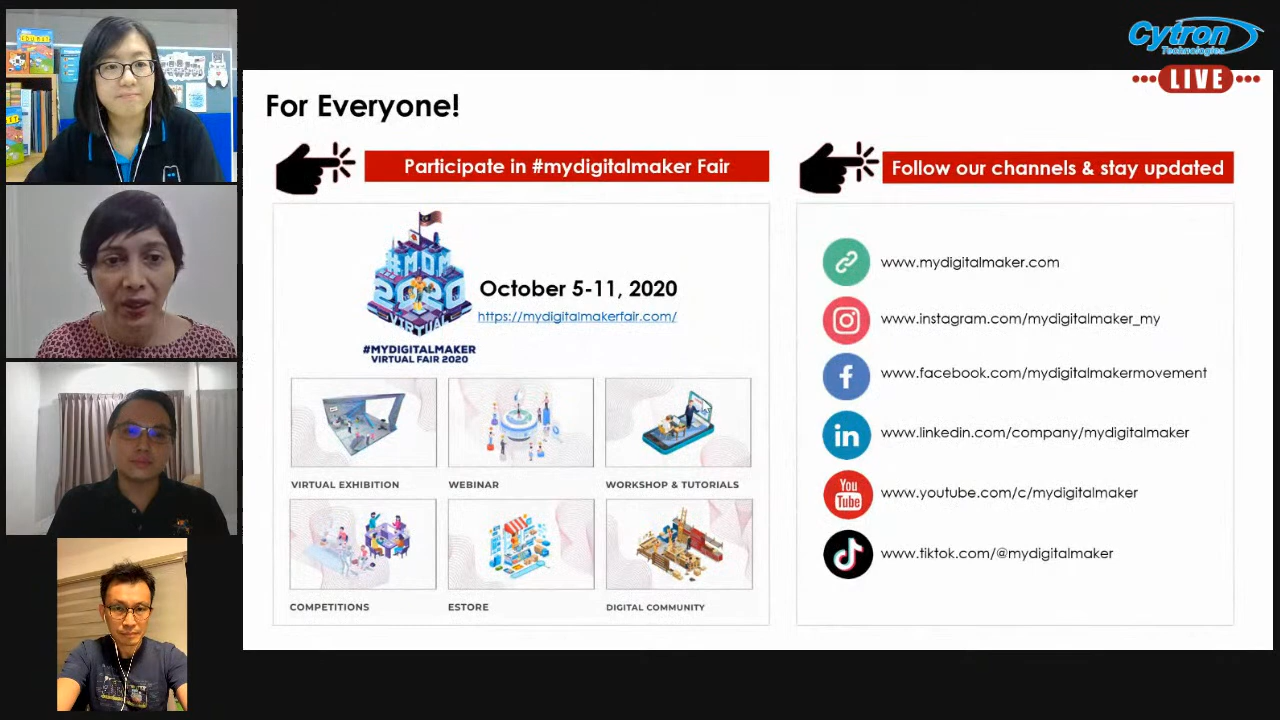 Cytron
Technologies
LIVE
For Everyone!
Participate in #mydigitalmaker Fair
#MDM
2020
VIRTUAL
#MYDIGITALMAKER
VIRTUAL FAIR 2020
October 5-11, 2020
https://mydigitalmakerfair.com/
VIRTUAL EXHIBITION
WEBINAR
WORKSHOP & TUTORIALS
COMPETITIONS
ESTORE
DIGITAL COMMUNITY
Follow our channels & stay updated
www.mydigitalmaker.com
www.instagram.com/mydigitalmaker_my
www.facebook.com/mydigitalmakermovement
www.linkedin.com/company/mydigitalmaker
You
Tube
www.youtube.com/c/mydigitalmaker
www.tiktok.com/@mydigitalmaker